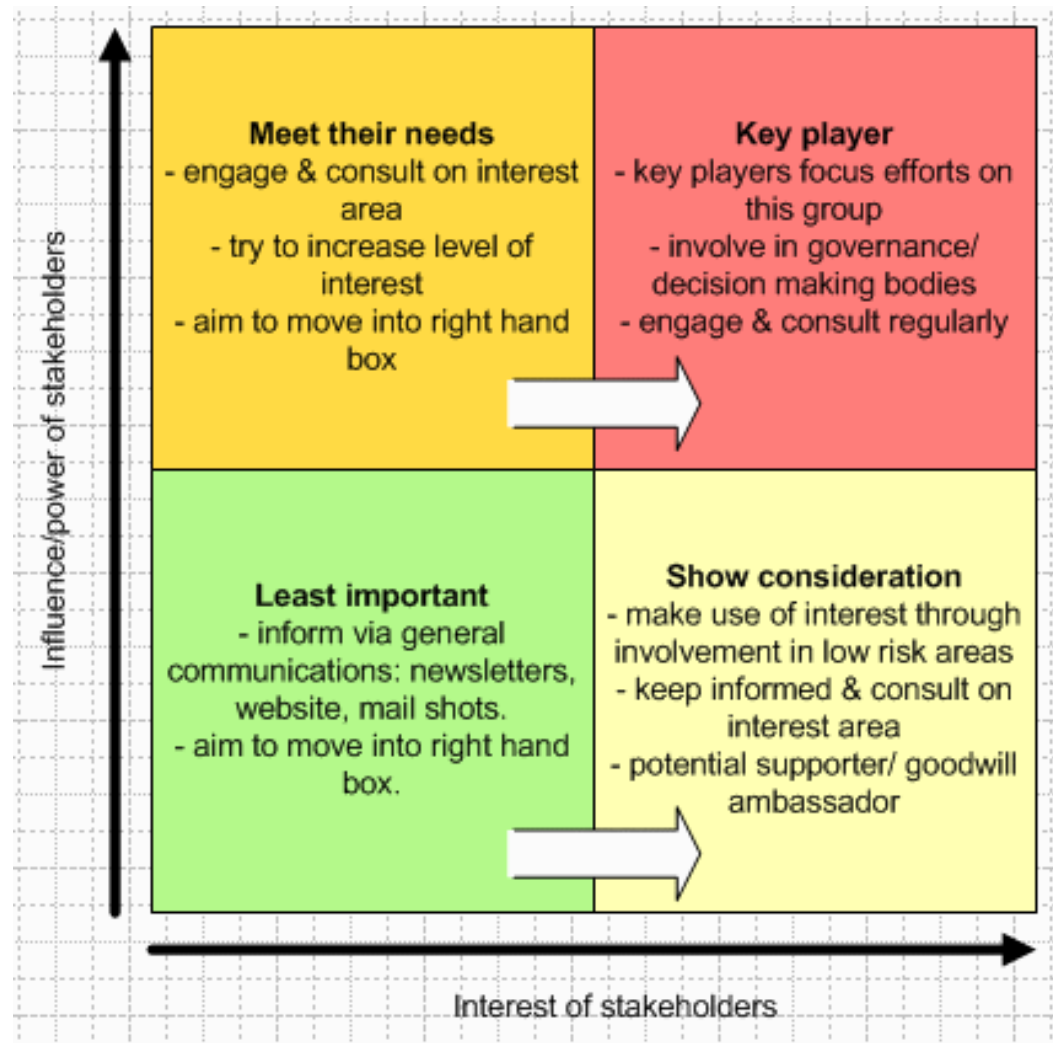 Influence/power of stakeholders
Meet their needs
- engage & consult on interest
area
- try to increase level of
interest
- aim to move into right hand
box
Key player
- key players focus efforts on
this group
- involve in governance/
decision making bodies
- engage & consult regularly
Least important
- inform via general
communications: newsletters,
website, mail shots.
- aim to move into right hand
box.
Show consideration
- make use of interest through
involvement in low risk areas
- keep informed & consult on
interest area
- potential supporter/ goodwill
ambassador
Interest of stakeholders